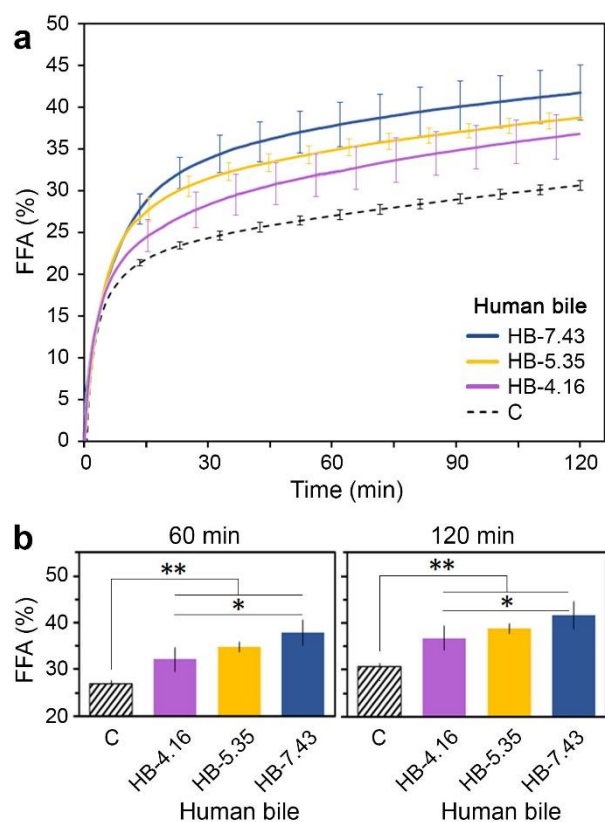 a
50
45
40
35
30
25
20
15
10
5
0
FFA (%)
Human bile
HB-7.43
HB-5.35
HB-4.16
C
0 30 60 90 120
Time (min)
b
60 min 120 min
50
40
30
20
FFA (%)
**
*
**
*
C HB-4.16 HB-5.35 HB-7.43
C HB-4.16 HB-5.35 HB-7.43
Human bile Human bile